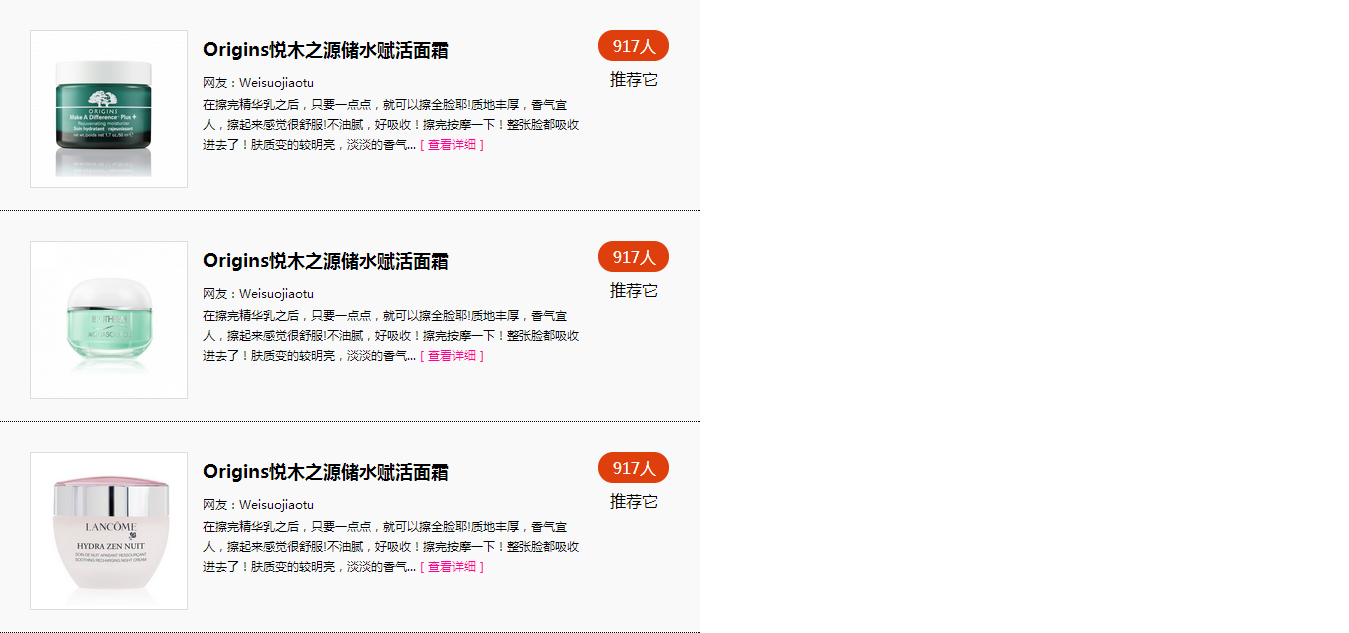 Origins悦木之源储水赋活面霜
917人
推荐它
网友：Weisuojiaotu
在擦完精华乳之后，只要一点点，就可以擦全脸耶!质地丰厚，香气宜
人，擦起来感觉很舒服!不油腻，好吸收！擦完按摩一下！整张脸都吸收
进去了！肤质变的较明亮，淡淡的香气... [ 查看详细 ]
ORIGINS
Make A Difference Plus +
Rejuvenating moisturizer
Soin hydratant rajeunissant
Origins悦木之源储水赋活面霜
917人
推荐它
网友：Weisuojiaotu
在擦完精华乳之后，只要一点点，就可以擦全脸耶!质地丰厚，香气宜
人，擦起来感觉很舒服!不油腻，好吸收！擦完按摩一下！整张脸都吸收
进去了！肤质变的较明亮，淡淡的香气... [ 查看详细 ]
BIOTHERM
Origins悦木之源储水赋活面霜
917人
推荐它
网友：Weisuojiaotu
在擦完精华乳之后，只要一点点，就可以擦全脸耶!质地丰厚，香气宜
人，擦起来感觉很舒服!不油腻，好吸收！擦完按摩一下！整张脸都吸收
进去了！肤质变的较明亮，淡淡的香气... [ 查看详细 ]
LANCÔME
HYDRA ZEN NUIT
SOIN DE NUIT APAISANT RESSOURÇANT
SOOTHING RECHARGING NIGHT CREAM